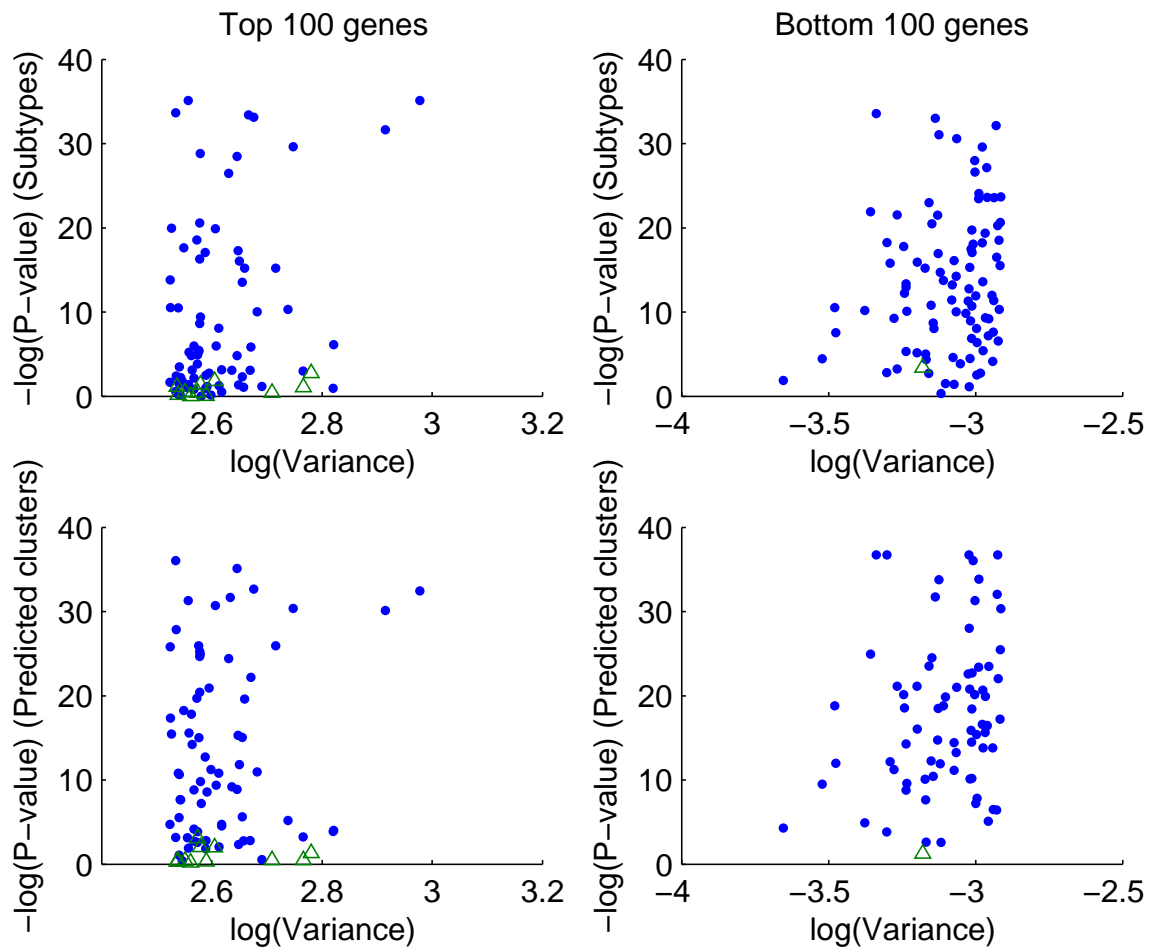 Top 100 genes
40
30
20
10
0
−log(P−value) (Subtypes)
2.6 2.8 3 3.2
log(Variance)
Bottom 100 genes
40
30
20
10
0
−log(P−value) (Subtypes)
−4 −3.5 −3 −2.5
log(Variance)
40
30
20
10
0
−log(P−value) (Predicted clusters)
2.6 2.8 3 3.2
log(Variance)
40
30
20
10
0
−log(P−value) (Predicted clusters)
−4 −3.5 −3 −2.5
log(Variance)